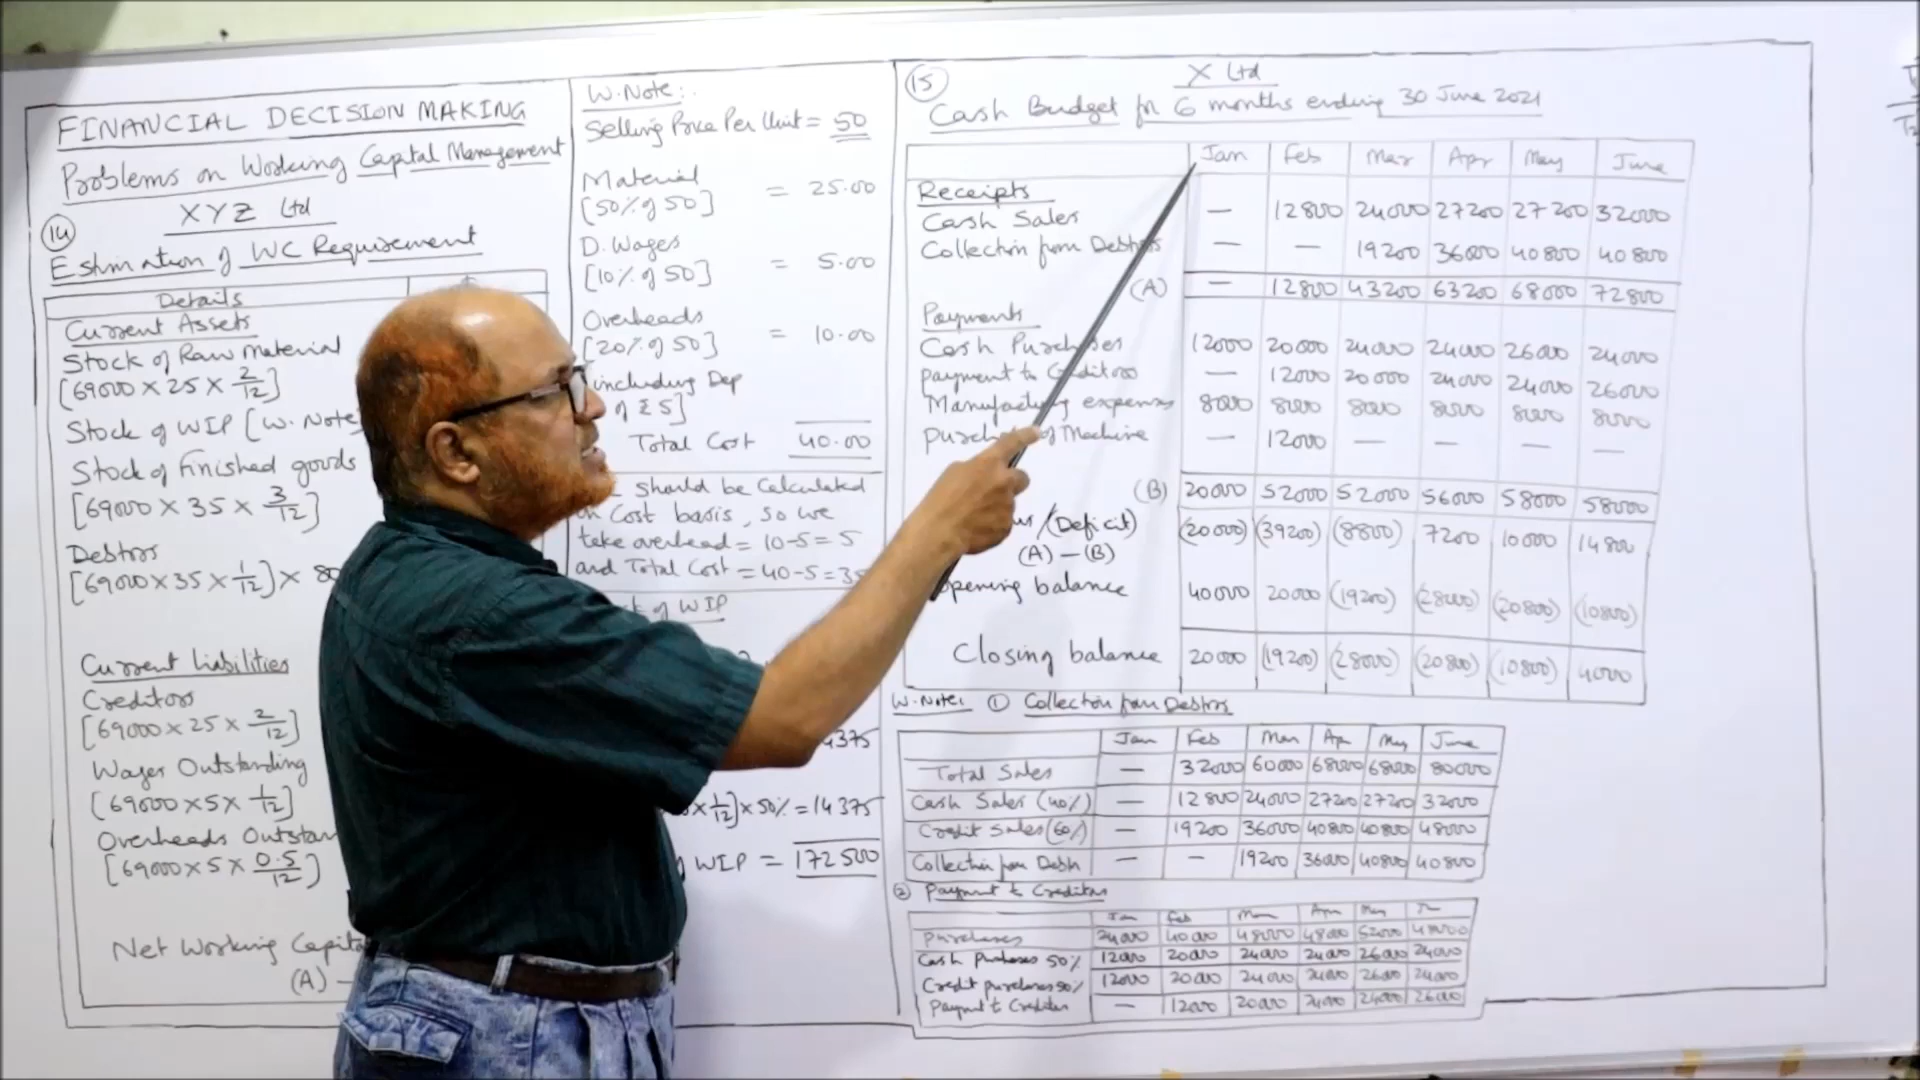 FINANCIAL DECISION MAKING
Problems on Working Capital Management
XYZ Ltd
14
Estimation of WC Requirement
Details
Current Assets
Stock of Raw Material
[69000 × 25 × 2/12]
Stock of WIP [W.Note]
Stock of Finished goods
[69000 × 35 × 3/12]
Debtors
[69000 × 35 × 1/12] × 80
Current liabilities
Creditors
[69000 × 25 × 2/12]
Wages Outstanding
[69000 × 5 × 1/12]
Overheads Outstan
[69000 × 5 × 0.5/12]
Net Working Capita
(A) –
W.Note:
Selling Price Per Unit = 50
Material = 25.00
[50% of 50]
D. Wages = 5.00
[10% of 50]
Overheads = 10.00
[20% of 50]
including Dep
of ₹ 5]
Total Cost 40.00
should be Calculated
on Cost basis, so we
take overhead = 10-5=5
and Total Cost = 40-5=35
of WIP
4375
× 1/12] × 50% = 14375
WIP = 172500
15 X Ltd
Cash Budget for 6 months ending 30 June 2021
Jan Feb Mar Apr May June
Receipts
Cash Sales — 12800 24000 27200 27200 32000
Collection from Debtors — — 19200 36000 40800 40800
(A) — 12800 43200 63200 68000 72800
Payments
Cash Purchases 12000 20000 24000 24000 26000 24000
payment to Creditors — 12000 20000 24000 24000 26000
Manufacturing expenses 8000 8000 8000 8000 8000 8000
purchase of Machine — 12000 — — — —
(B) 20000 52000 52000 56000 58000 58000
/(Deficit) (20000) (39200) (8800) 7200 10000 14800
(A) – (B)
opening balance 40000 20000 (19200) (28000) (20800) (10800)
Closing balance 20000 (19200) (28000) (20800) (10800) 4000
W.Note: 1 Collection from Debtors
Jan Feb Mar Apr May June
Total Sales — 32000 60000 68000 68000 80000
Cash Sales (40%) — 12800 24000 27200 27200 32000
Credit Sales (60%) — 19200 36000 40800 40800 48000
Collection from Debtn — – 19200 36000 40800 40800
2 Payment to Creditors
Jan Feb Mar Apr May Jun
Purchases 24000 40000 48000 48000 52000 48000
Cash purchases 50% 12000 20000 24000 24000 26000 24000
Credit purchases 50% 12000 20000 24000 24000 26000 24000
Paymnt to Creditors — 12000 20000 24000 24000 26000